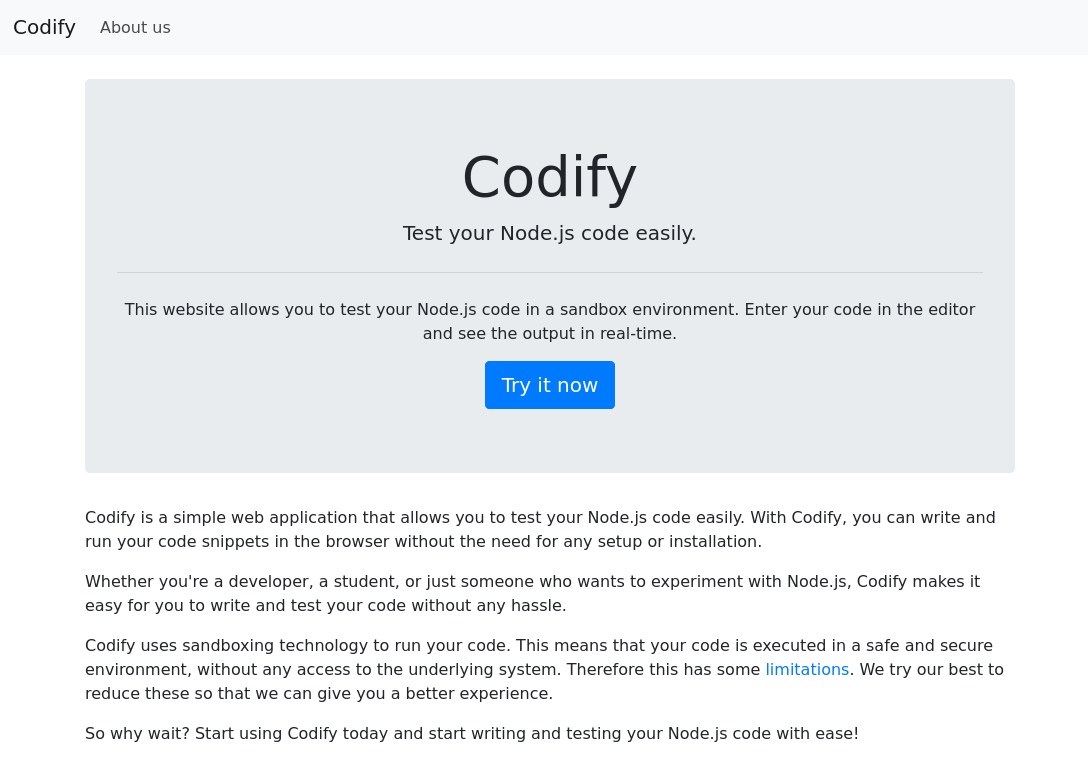 Codify About us
Codify
Test your Node.js code easily.
This website allows you to test your Node.js code in a sandbox environment. Enter your code in the editor
and see the output in real-time.
Try it now
Codify is a simple web application that allows you to test your Node.js code easily. With Codify, you can write and
run your code snippets in the browser without the need for any setup or installation.
Whether you're a developer, a student, or just someone who wants to experiment with Node.js, Codify makes it
easy for you to write and test your code without any hassle.
Codify uses sandboxing technology to run your code. This means that your code is executed in a safe and secure
environment, without any access to the underlying system. Therefore this has some limitations. We try our best to
reduce these so that we can give you a better experience.
So why wait? Start using Codify today and start writing and testing your Node.js code with ease!